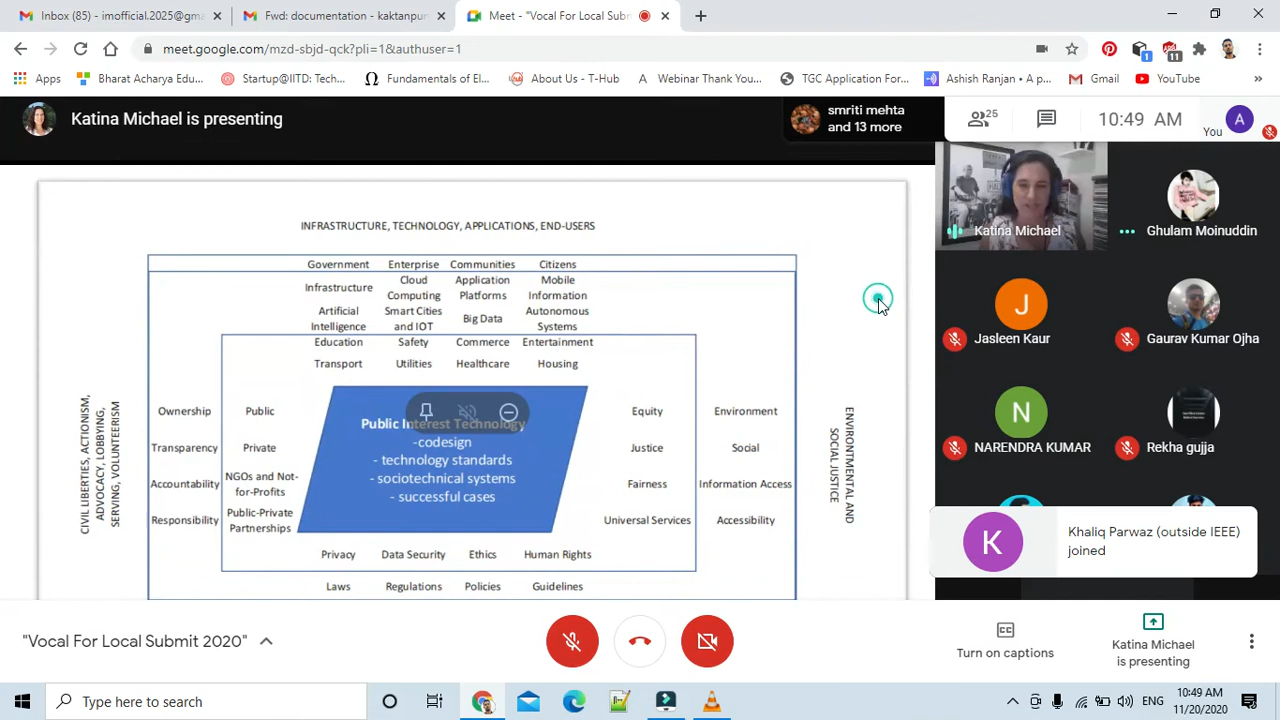 Inbox (85) - imofficial.2025@gm
Fwd: documentation - kaktanpur
Meet - "Vocal For Local Subm
meet.google.com/mzd-sbjd-qck?pli=1&authuser=1
1
11
Apps
Bharat Acharya Edu...
Startup@IITD: Tech...
Fundamentals of El...
About Us - T-Hub
Webinar Thank You...
TGC Application For...
Ashish Ranjan • A p...
Gmail
YouTube
»
Katina Michael is presenting
smriti mehta
and 13 more
25
10:49 AM
You
A
INFRASTRUCTURE, TECHNOLOGY, APPLICATIONS, END-USERS
Government Enterprise Communities Citizens
Infrastructure
Cloud
Computing
Application
Platforms
Mobile
Information
Artificial
Intelligence
Smart Cities
and IOT
Big Data
Autonomous
Systems
Education Safety Commerce Entertainment
Transport Utilities Healthcare Housing
CIVIL LIBERTIES, ACTIONISM,
ADVOCACY, LOBBYING,
SERVING, VOLUNTEERISM
Ownership
Transparency
Accountability
Responsibility
Public
Private
NGOs and Not-
for-Profits
Public-Private
Partnerships
Public Interest Technology
-codesign
- technology standards
- sociotechnical systems
- successful cases
Equity
Justice
Fairness
Universal Services
Environment
Social
Information Access
Accessibility
ENVIRONTMENTAL AND
SOCIAL JUSTICE
Privacy Data Security Ethics Human Rights
Laws Regulations Policies Guidelines
Katina Michael
Ghulam Moinuddin
J
Jasleen Kaur
Gaurav Kumar Ojha
N
NARENDRA KUMAR
Rekha gujja
K
Khaliq Parwaz (outside IEEE)
joined
"Vocal For Local Submit 2020"
Turn on captions
Katina Michael
is presenting
Type here to search
ENG
10:49 AM
11/20/2020